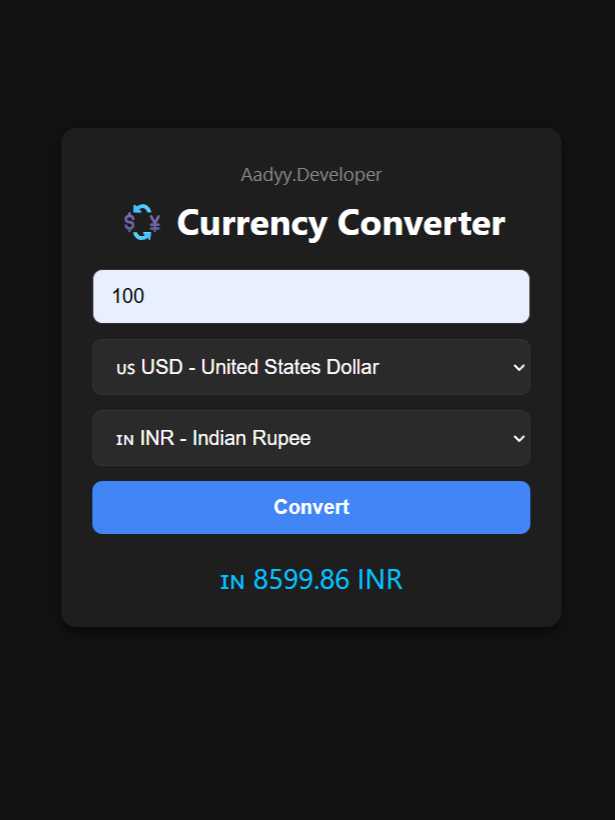 Aadyy.Developer
$ ¥ Currency Converter
100
US USD - United States Dollar
IN INR - Indian Rupee
Convert
IN 8599.86 INR